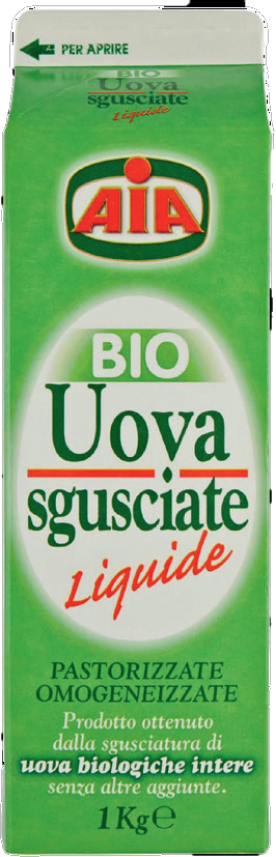 PER APRIRE
BIO
Uova
sgusciate
Liquide
AIA
BIO
Uova
sgusciate
Liquide
PASTORIZZATE
OMOGENEIZZATE
Prodotto ottenuto
dalla sgusciatura di
uova biologiche intere
senza altre aggiunte.
1Kg℮